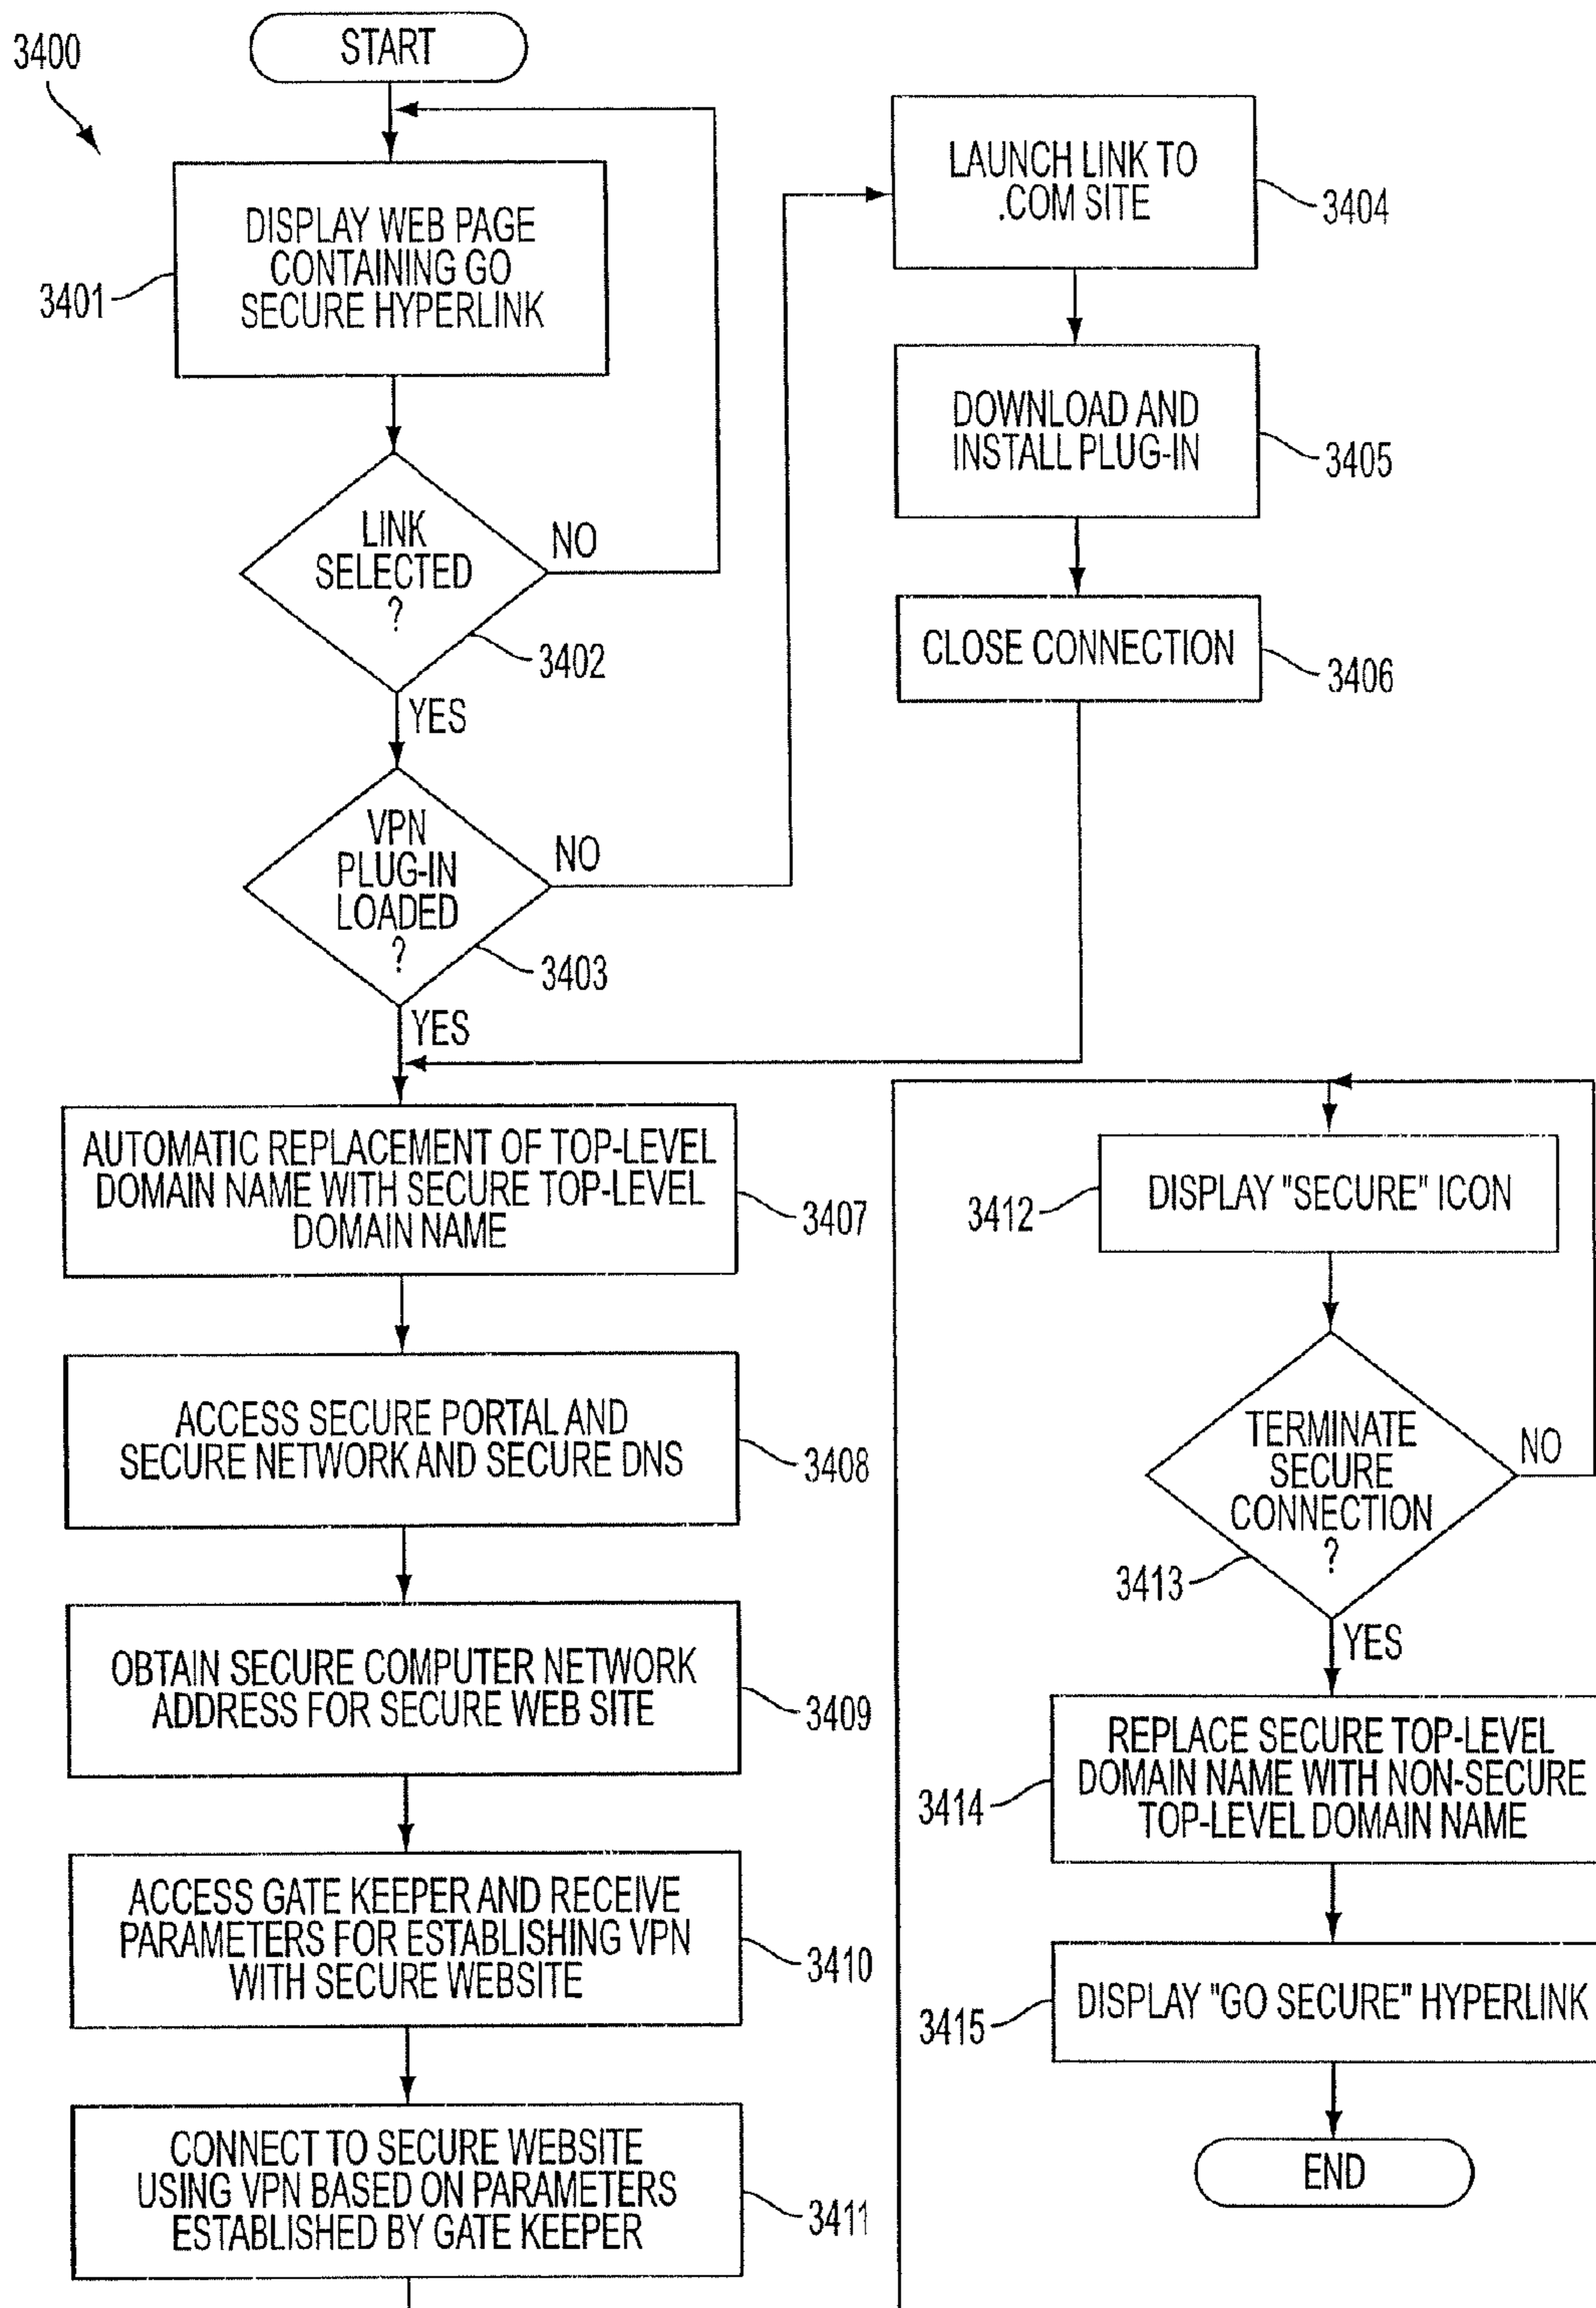 3400
START
DISPLAY WEB PAGE
CONTAINING GO
SECURE HYPERLINK
3401
LINK
SELECTED
?
NO
3402
YES
VPN
PLUG-IN
LOADED
?
NO
3403
YES
LAUNCH LINK TO
.COM SITE
3404
DOWNLOAD AND
INSTALL PLUG-IN
3405
CLOSE CONNECTION
3406
AUTOMATIC REPLACEMENT OF TOP-LEVEL
DOMAIN NAME WITH SECURE TOP-LEVEL
DOMAIN NAME
3407
ACCESS SECURE PORTAL AND
SECURE NETWORK AND SECURE DNS
3408
OBTAIN SECURE COMPUTER NETWORK
ADDRESS FOR SECURE WEB SITE
3409
ACCESS GATE KEEPER AND RECEIVE
PARAMETERS FOR ESTABLISHING VPN
WITH SECURE WEBSITE
3410
CONNECT TO SECURE WEBSITE
USING VPN BASED ON PARAMETERS
ESTABLISHED BY GATE KEEPER
3411
DISPLAY "SECURE" ICON
3412
TERMINATE
SECURE
CONNECTION
?
NO
3413
YES
REPLACE SECURE TOP-LEVEL
DOMAIN NAME WITH NON-SECURE
TOP-LEVEL DOMAIN NAME
3414
DISPLAY "GO SECURE" HYPERLINK
3415
END